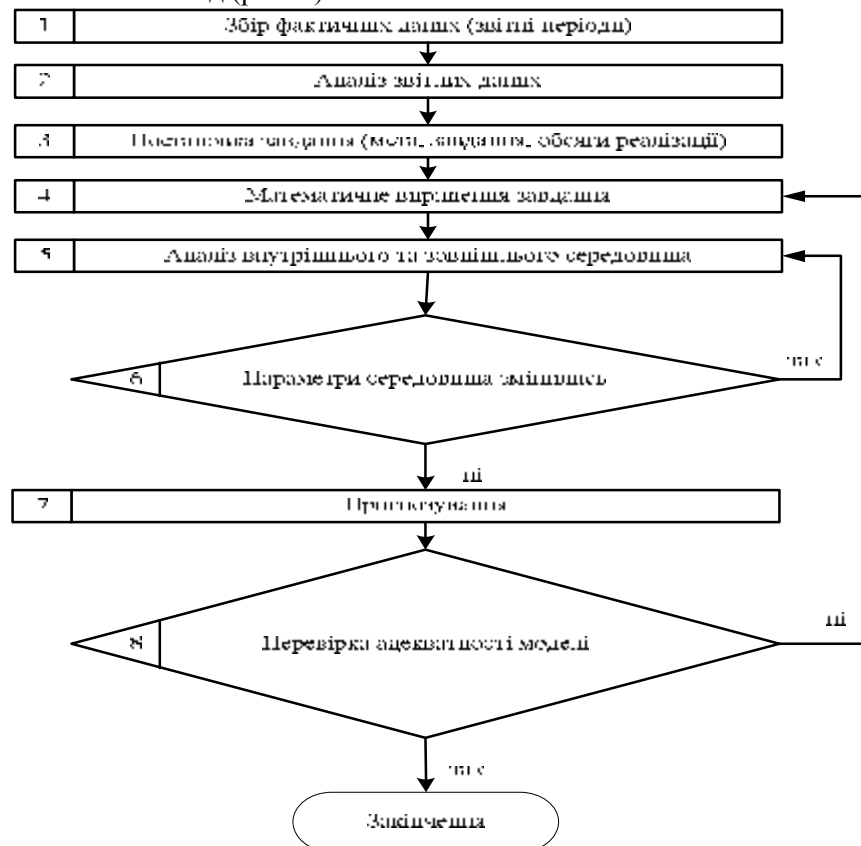 1 Збір фактичних даних (звітні періоди)
2 Аналіз звітних даних
3 Постановка завдання (мета, завдання, обсяги реалізації)
4 Математичне вирішення завдання
5 Аналіз внутрішнього та зовнішнього середовища
6 Параметри середовища змінились
так
ні
7 Прогнозування
8 Перевірка адекватності моделі
ні
так
Закінчення